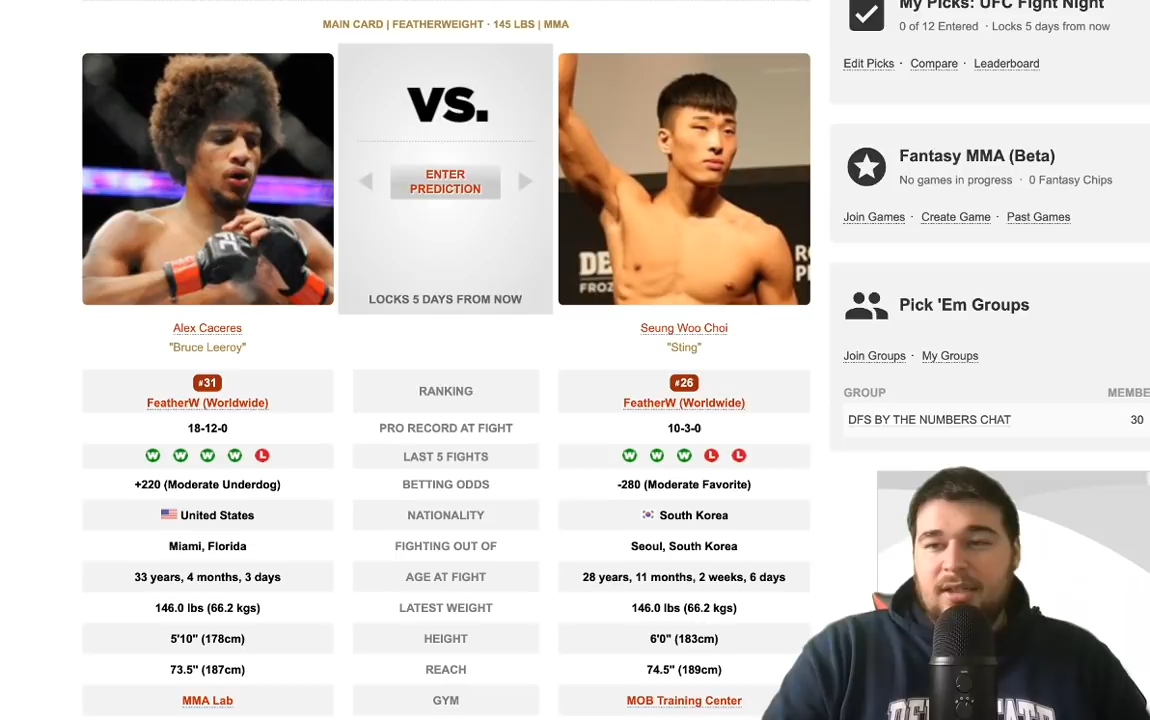 MAIN CARD | FEATHERWEIGHT · 145 LBS | MMA
VS.
ENTER
PREDICTION
LOCKS 5 DAYS FROM NOW
Alex Caceres
"Bruce Leeroy"
Seung Woo Choi
"Sting"
#31
FeatherW (Worldwide)
RANKING
#26
FeatherW (Worldwide)
18-12-0 PRO RECORD AT FIGHT 10-3-0
W W W W L LAST 5 FIGHTS W W W L L
+220 (Moderate Underdog) BETTING ODDS -280 (Moderate Favorite)
United States NATIONALITY South Korea
Miami, Florida FIGHTING OUT OF Seoul, South Korea
33 years, 4 months, 3 days AGE AT FIGHT 28 years, 11 months, 2 weeks, 6 days
146.0 lbs (66.2 kgs) LATEST WEIGHT 146.0 lbs (66.2 kgs)
5'10" (178cm) HEIGHT 6'0" (183cm)
73.5" (187cm) REACH 74.5" (189cm)
MMA Lab GYM MOB Training Center
My Picks: UFC Fight Night
0 of 12 Entered · Locks 5 days from now
Edit Picks · Compare · Leaderboard
Fantasy MMA (Beta)
No games in progress · 0 Fantasy Chips
Join Games · Create Game · Past Games
Pick 'Em Groups
Join Groups · My Groups
GROUP MEMBE
DFS BY THE NUMBERS CHAT 30
UFC
DE
FROZ
RO
PI